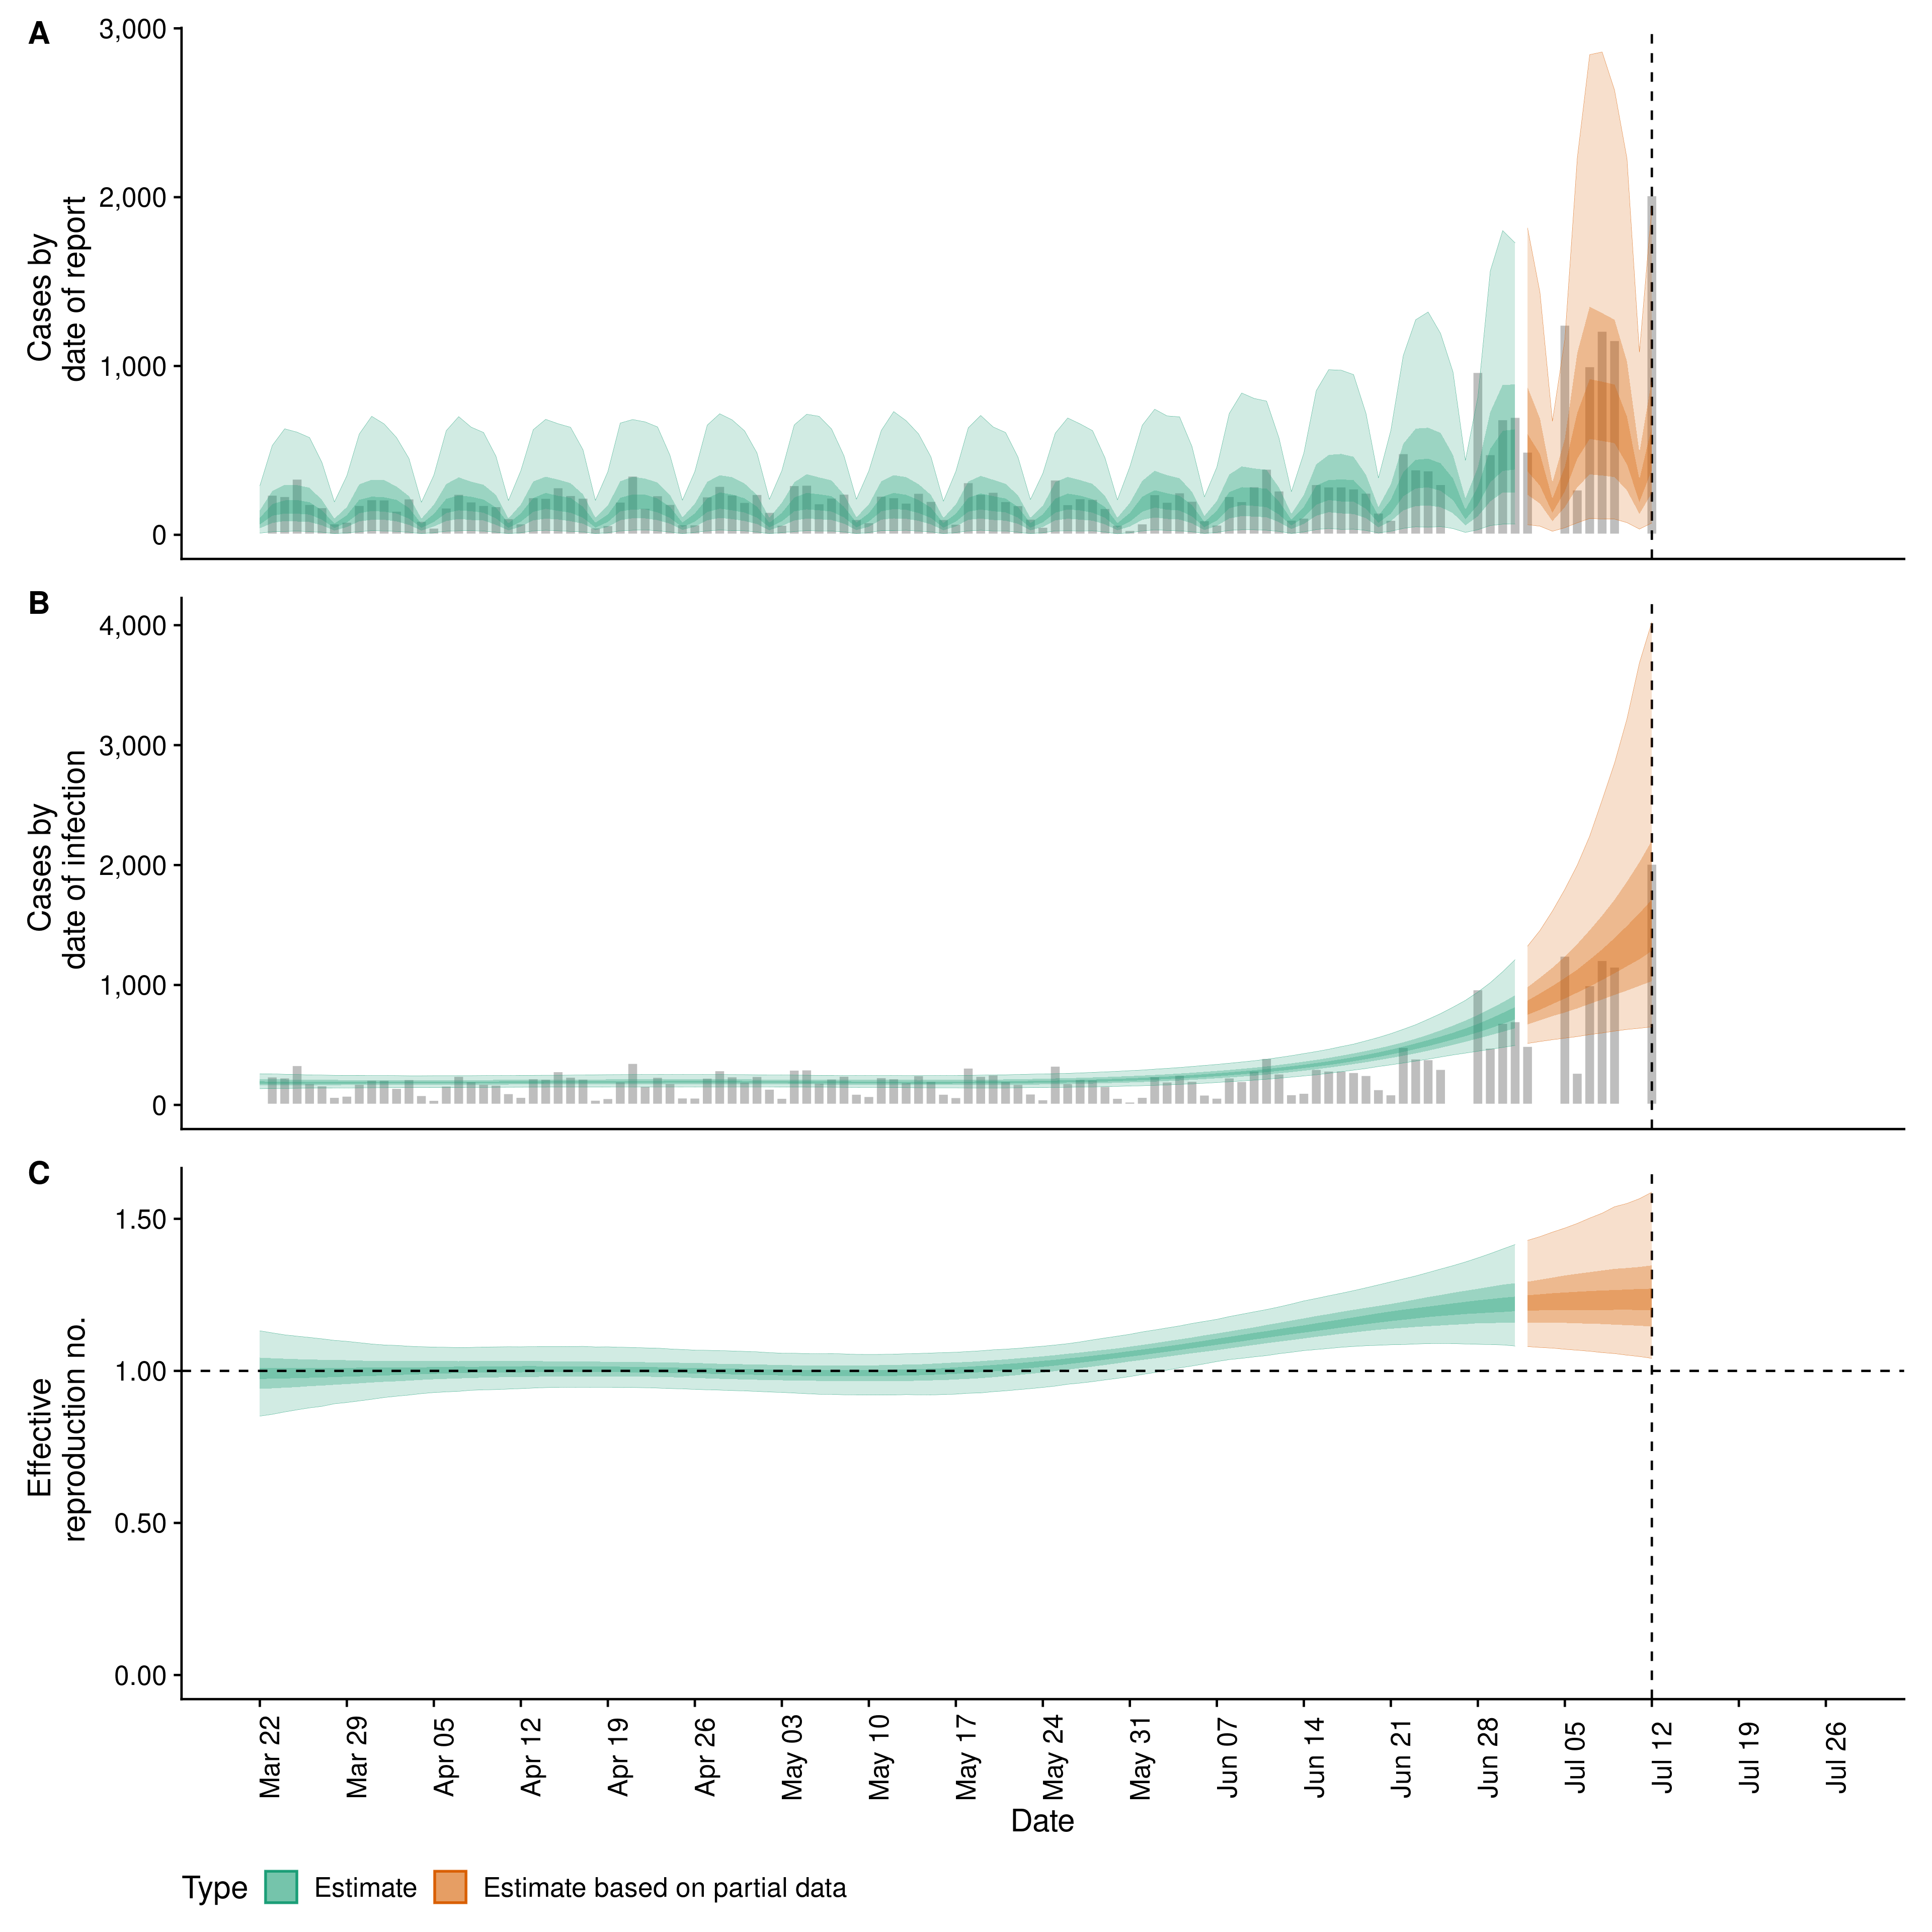 A
3,000
2,000
1,000
0
Cases by
date of report
B
4,000
3,000
2,000
1,000
0
Cases by
date of infection
C
1.50
1.00
0.50
0.00
Effective
reproduction no.
Mar 22
Mar 29
Apr 05
Apr 12
Apr 19
Apr 26
May 03
May 10
May 17
May 24
May 31
Jun 07
Jun 14
Jun 21
Jun 28
Jul 05
Jul 12
Jul 19
Jul 26
Date
Type Estimate Estimate based on partial data